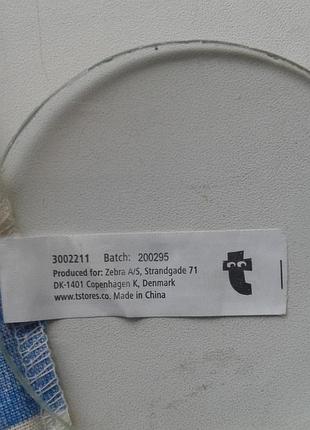 3002211 Batch: 200295
Produced for: Zebra A/S, Strandgade 71
DK-1401 Copenhagen K, Denmark
www.tstores.co. Made in China
t